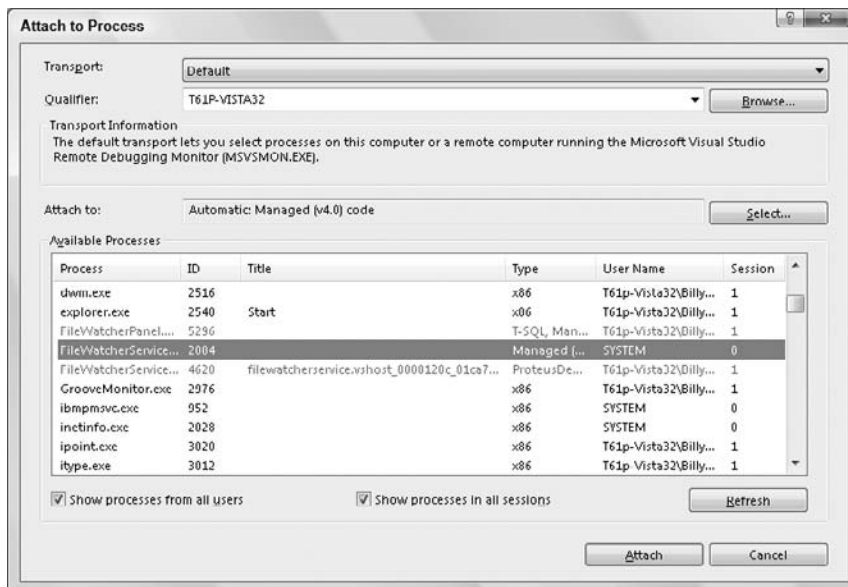 Attach to Process
Transport: Default
Qualifier: T61P-VISTA32 Browse...
Transport Information
The default transport lets you select processes on this computer or a remote computer running the Microsoft Visual Studio
Remote Debugging Monitor (MSVSMON.EXE).
Attach to: Automatic: Managed (v4.0) code Select...
Available Processes
Process ID Title Type User Name Session
dwm.exe 2516 x86 T61p-Vista32\Billy... 1
explorer.exe 2540 Start x86 T61p-Vista32\Billy... 1
FileWatcherPanel.... 5296 T-SQL, Man... T61p-Vista32\Billy... 1
FileWatcherService... 2004 Managed (... SYSTEM 0
FileWatcherService... 4620 filewatcherservice.vshost_0000120c_01ca7... ProteusDe... T61p-Vista32\Billy... 1
GrooveMonitor.exe 2976 x86 T61p-Vista32\Billy... 1
ibmpmsvc.exe 952 x86 SYSTEM 0
inetinfo.exe 2028 x86 SYSTEM 0
ipoint.exe 3020 x86 T61p-Vista32\Billy... 1
itype.exe 3012 x86 T61p-Vista32\Billy... 1
Show processes from all users Show processes in all sessions Refresh
Attach Cancel